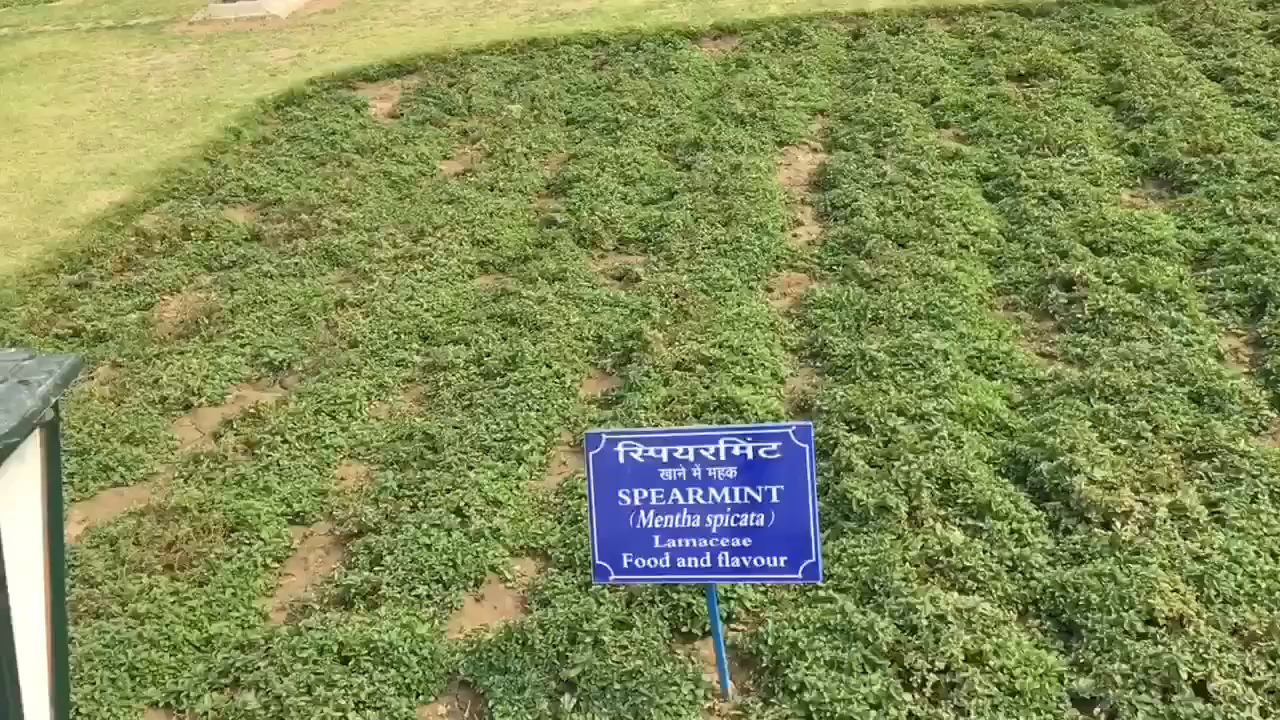 स्पियरमिंट
खाने में महक
SPEARMINT
(Mentha spicata)
Lamaceae
Food and flavour